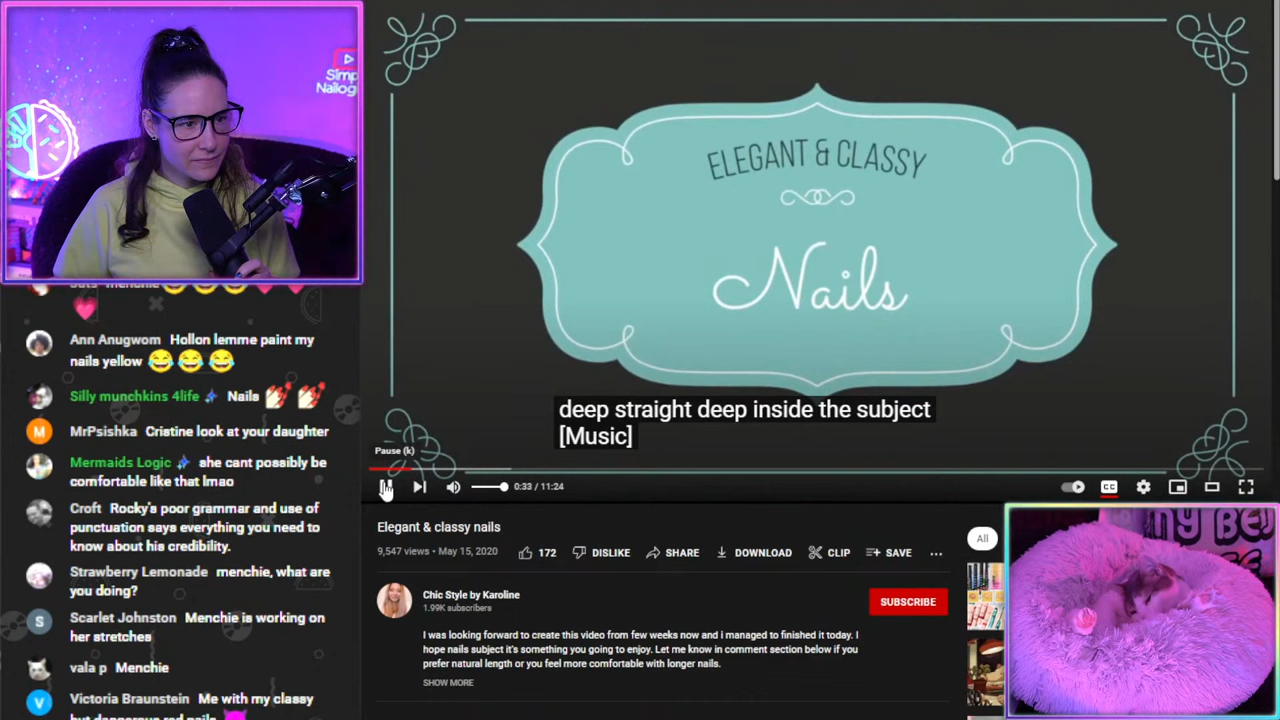 Simp
Nailog
Ann Anugwom Hollon lemme paint my
nails yellow
Silly munchkins 4life Nails
MrPsishka Cristine look at your daughter
Mermaids Logic she cant possibly be
comfortable like that lmao
Croft Rocky's poor grammar and use of
punctuation says everything you need to
know about his credibility.
Strawberry Lemonade menchie, what are
you doing?
Scarlet Johnston Menchie is working on
her stretches
vala p Menchie
M
S
V
Victoria Braunstein Me with my classy
but dangerous red nails
ELEGANT & CLASSY
Nails
deep straight deep inside the subject
[Music]
Pause (k)
0:33 / 11:24
CC
Elegant & classy nails
9,547 views • May 15, 2020
172
DISLIKE
SHARE
DOWNLOAD
CLIP
SAVE
All
Chic Style by Karoline
1.99K subscribers
SUBSCRIBE
I was looking forward to create this video from few weeks now and i managed to finished it today. I
hope nails subject it's something you going to enjoy. Let me know in comment section below if you
prefer natural length or you feel more comfortable with longer nails.
SHOW MORE